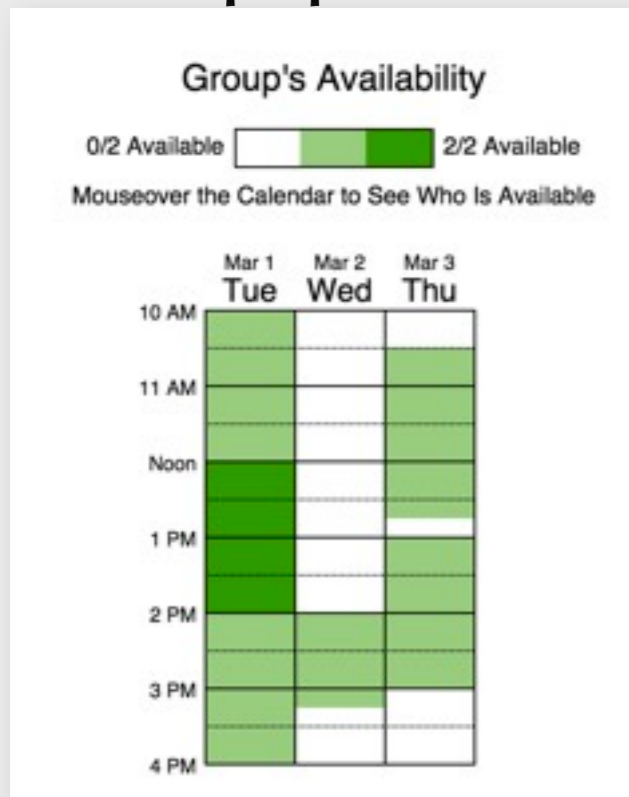 Group's Availability
0/2 Available 2/2 Available
Mouseover the Calendar to See Who Is Available
Mar 1 Mar 2 Mar 3
Tue Wed Thu
10 AM
11 AM
Noon
1 PM
2 PM
3 PM
4 PM